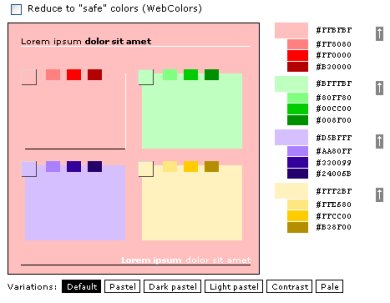 Reduce to "safe" colors (WebColors)
Lorem ipsum dolor sit amet
#FFBFBF
#FF8080
#FF0000
#B30000
#BFFFBF
#80FF80
#00CC00
#008F00
#D5BFFF
#AA80FF
#330099
#24006B
#FFF2BF
#FFE680
#FFCC00
#B38F00
Lorem ipsum dolor sit amet
Variations: Default Pastel Dark pastel Light pastel Contrast Pale